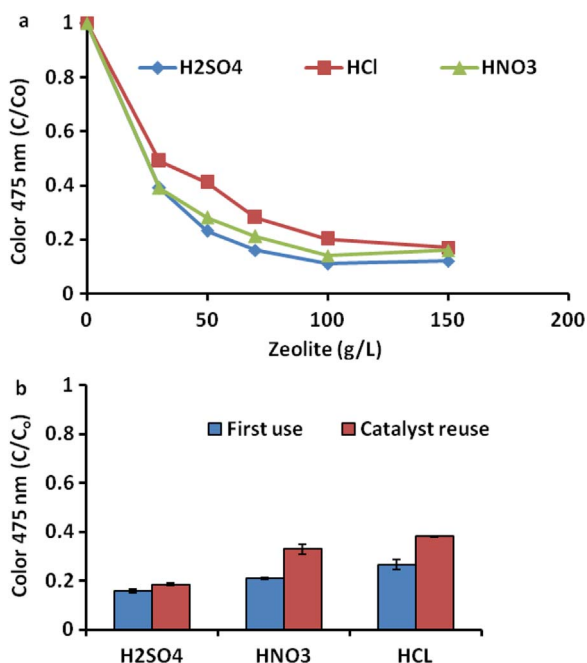 a
Color 475 nm (C/Co)
1
0.8
0.6
0.4
0.2
0
H2SO4 HCl HNO3
0 50 100 150 200
Zeolite (g/L)
b
Color 475 nm (C/Co)
1
0.8
0.6
0.4
0.2
0
First use Catalyst reuse
H2SO4 HNO3 HCL